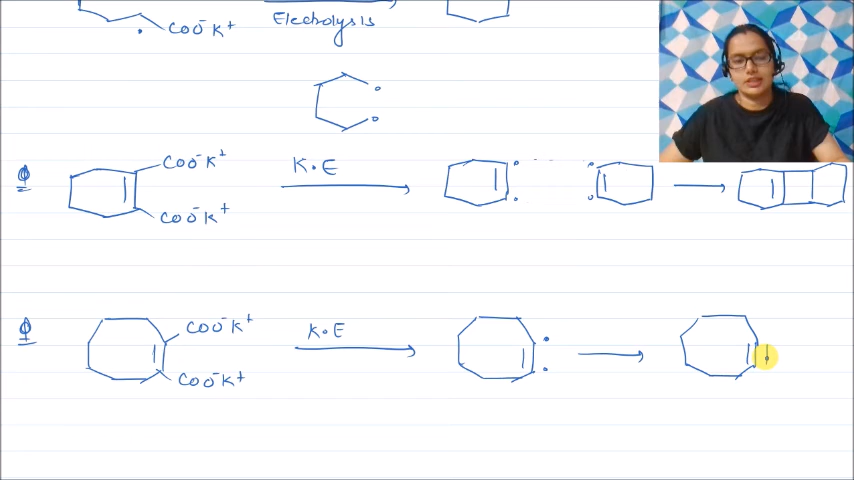 COO⁻K⁺
Electrolysis
Q
COO⁻K⁺
COO⁻K⁺
K·E
Q
COO⁻K⁺
COO⁻K⁺
K·E